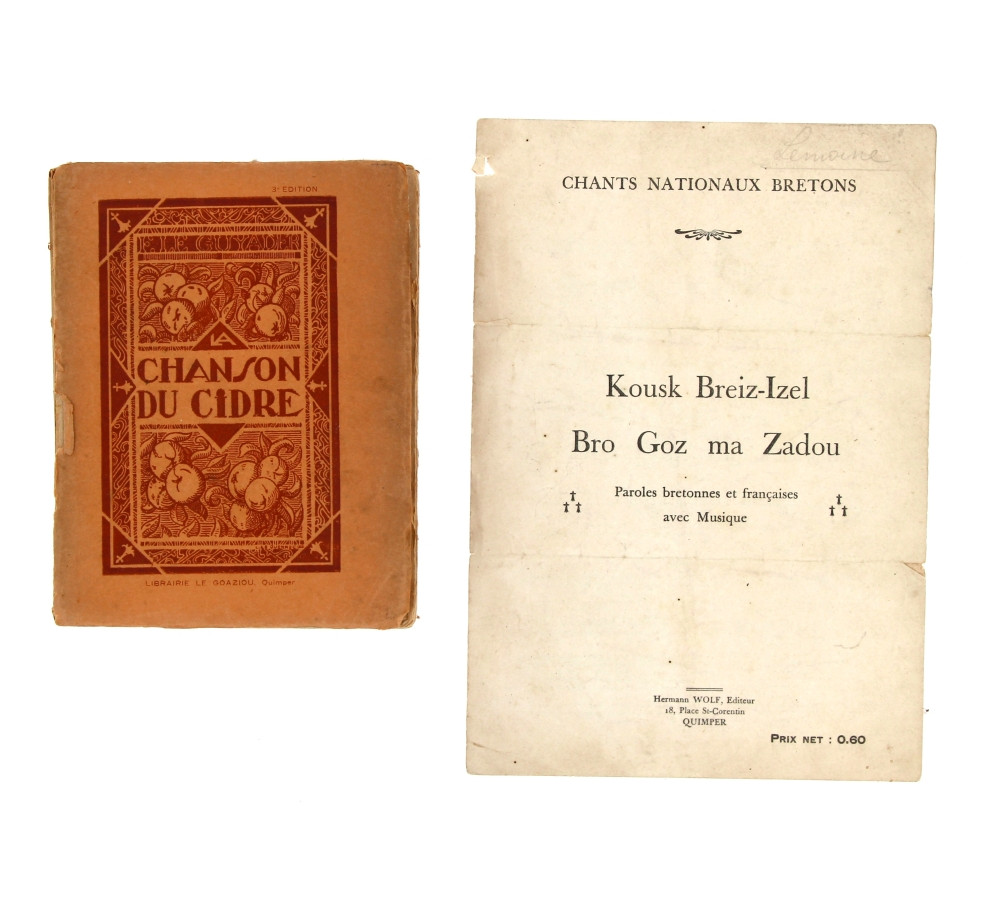 3e EDITION
F. LE GUYADER
LA
CHANSON
DU CIDRE
LIBRAIRIE LE GOAZIOU, Quimper
Lemoine
CHANTS NATIONAUX BRETONS
Kousk Breiz-Izel
Bro Goz ma Zadou
Paroles bretonnes et françaises
avec Musique
Hermann WOLF, Editeur
18, Place St-Corentin
QUIMPER
PRIX NET : 0.60